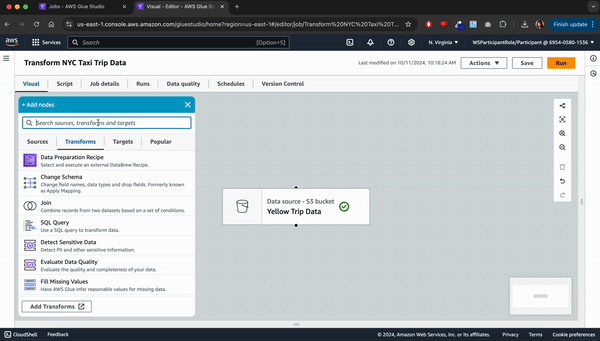 Jobs - AWS Glue Studio
Visual - Editor - AWS Glue St
us-east-1.console.aws.amazon.com/gluestudio/home?region=us-east-1#/editor/job/Transform%20NYC%20Taxi%20T...
Finish update
aws
Services
Search
[Option+S]
N. Virginia
WSParticipantRole/Participant @ 6954-0580-1536
Transform NYC Taxi Trip Data
Last modified on 10/11/2024, 10:18:24 AM
Actions
Save
Run
Visual
Script
Job details
Runs
Data quality
Schedules
Version Control
+ Add nodes
Search sources, transforms and targets
Sources
Transforms
Targets
Popular
Data Preparation Recipe
Select and execute an external DataBrew Recipe.
Change Schema
Change field names, data types and drop fields. Formerly known
as Apply Mapping.
Join
Combine records from two datasets based on a set of conditions.
SQL Query
Use a SQL query to transform data.
Detect Sensitive Data
Detect PII and other sensitive information.
Evaluate Data Quality
Evaluate the quality and completeness of your data.
Fill Missing Values
Have AWS Glue infer reasonable values for missing data.
Add Transforms
Data source - S3 bucket
Yellow Trip Data
CloudShell
Feedback
© 2024, Amazon Web Services, Inc. or its affiliates.
Privacy
Terms
Cookie preferences